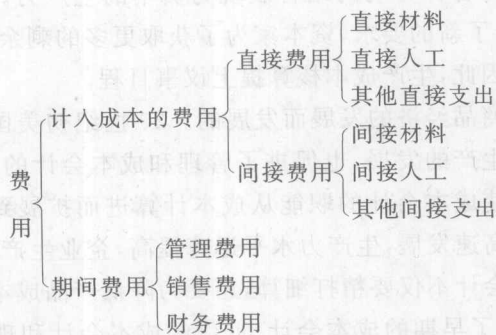 直接材料
直接费用 直接人工
其他直接支出
计入成本的费用
间接材料
间接费用 间接人工
其他间接支出
费用
管理费用
期间费用 销售费用
财务费用